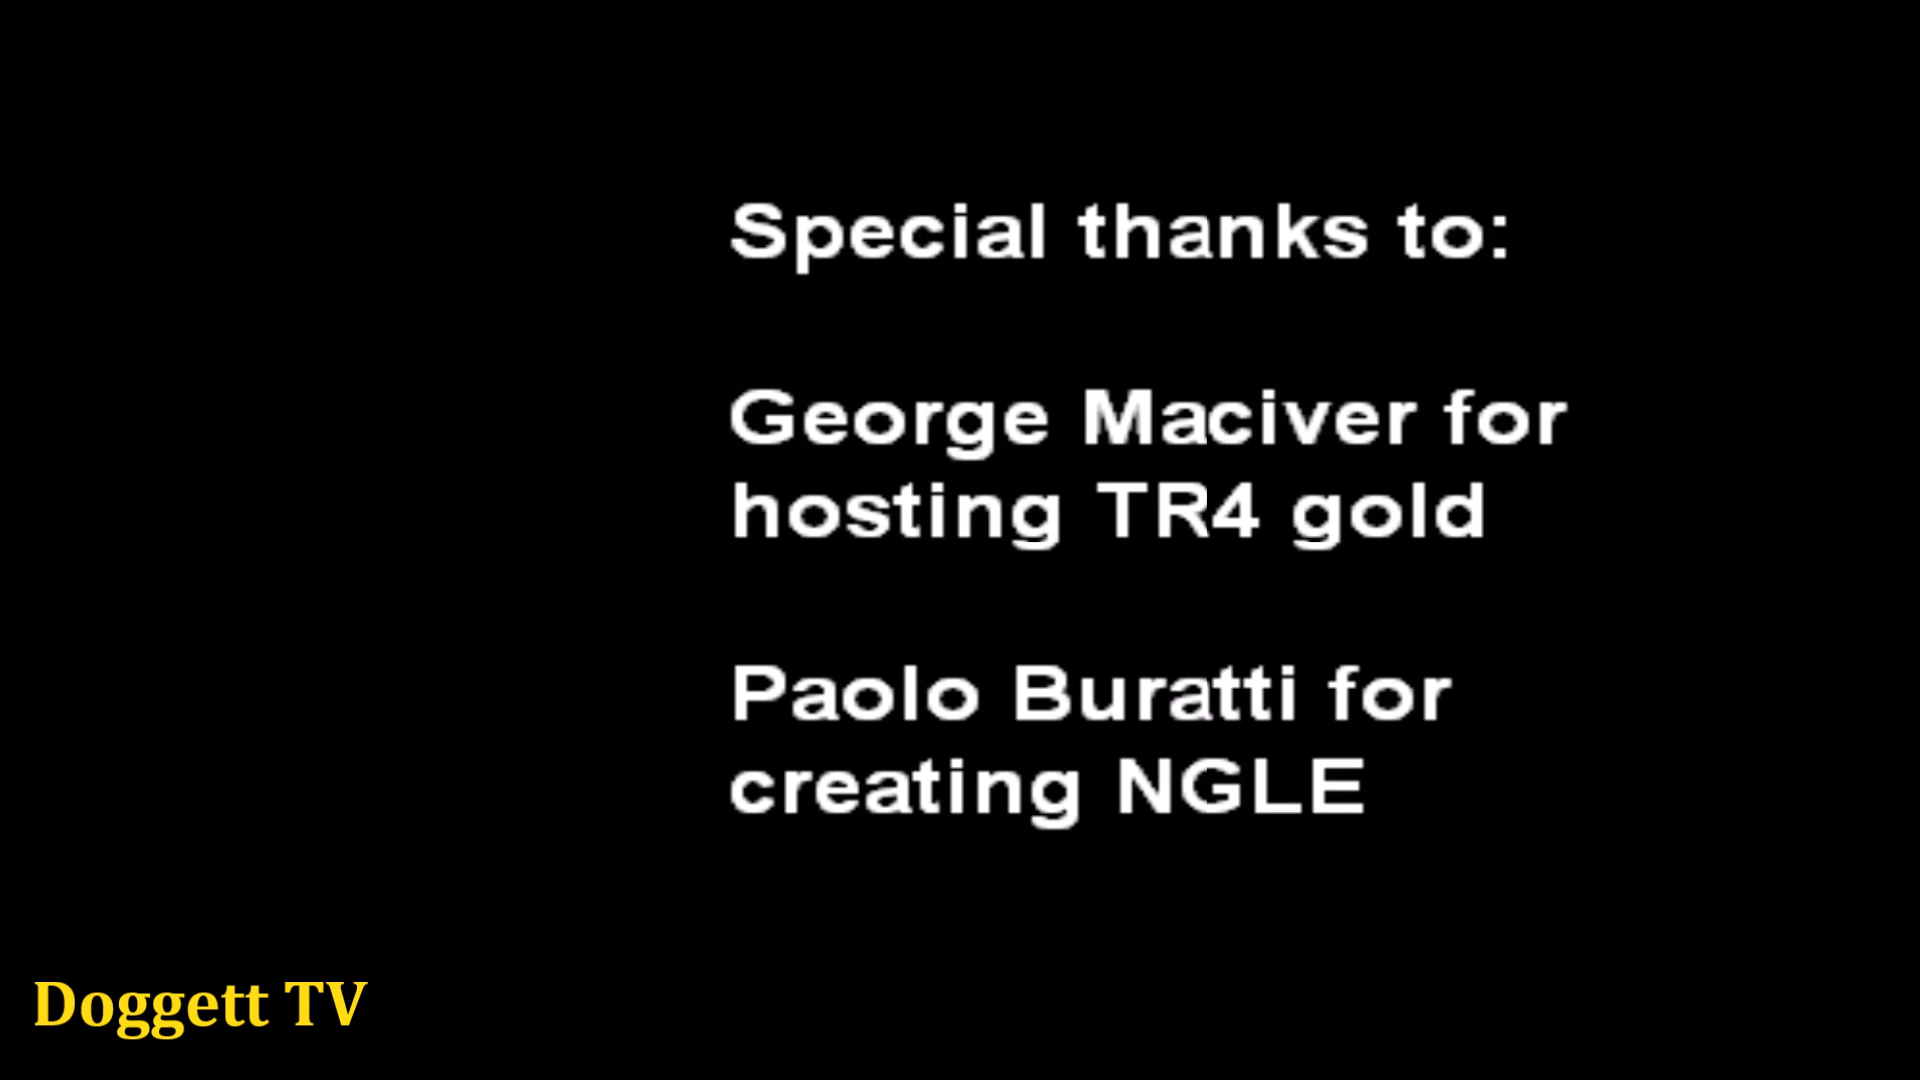 Special thanks to:
George Maciver for
hosting TR4 gold
Paolo Buratti for
creating NGLE
Doggett TV